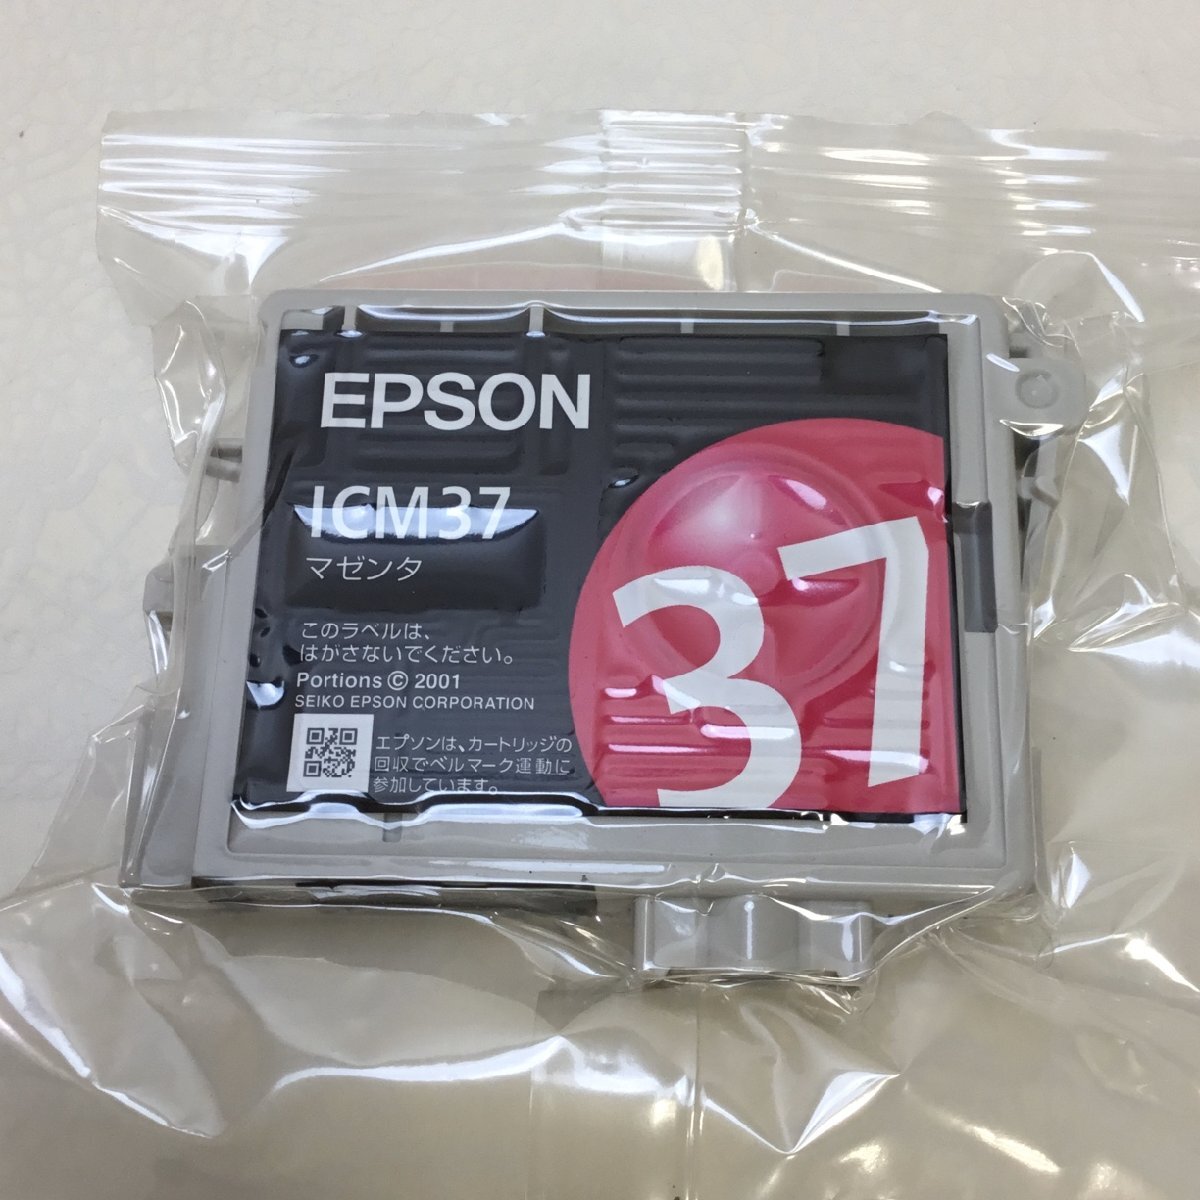 EPSON
ICM37
マゼンタ
37
このラベルは、
はがさないでください。
Portions © 2001
SEIKO EPSON CORPORATION
エプソンは、カートリッジの
回収でベルマーク運動に
参加しています。